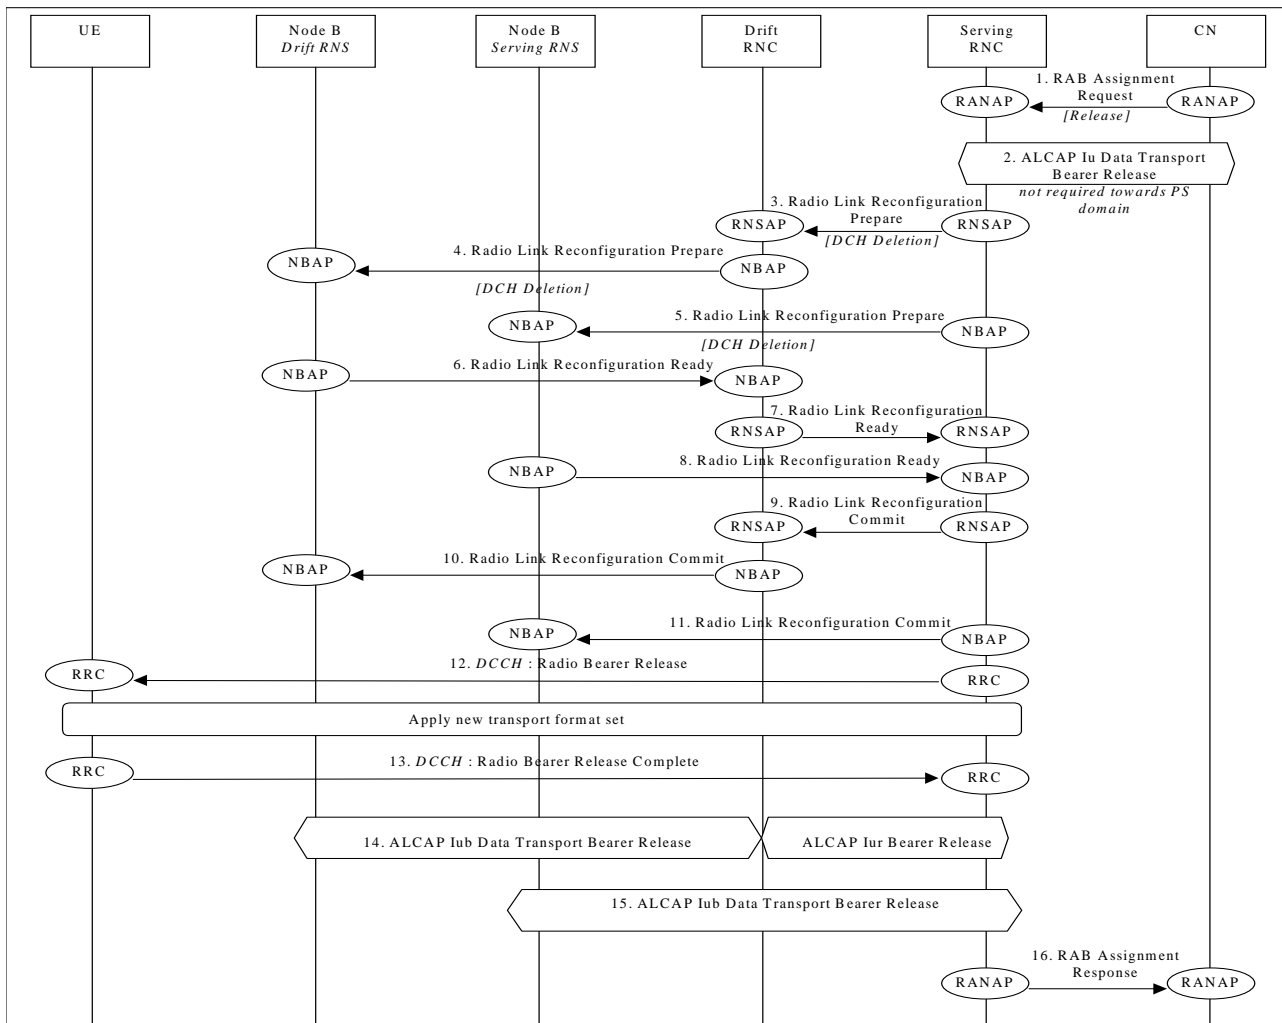 UE
Node B
Drift RNS
Node B
Serving RNS
Drift
RNC
Serving
RNC
CN
1. RAB Assignment
Request
RANAP
RANAP
[Release]
2. ALCAP Iu Data Transport
Bearer Release
not required towards PS
domain
3. Radio Link Reconfiguration
Prepare
RNSAP
RNSAP
[DCH Deletion]
4. Radio Link Reconfiguration Prepare
NBAP
NBAP
[DCH Deletion]
5. Radio Link Reconfiguration Prepare
NBAP
NBAP
[DCH Deletion]
6. Radio Link Reconfiguration Ready
NBAP
NBAP
7. Radio Link Reconfiguration
Ready
RNSAP
RNSAP
8. Radio Link Reconfiguration Ready
NBAP
NBAP
9. Radio Link Reconfiguration
Commit
RNSAP
RNSAP
10. Radio Link Reconfiguration Commit
NBAP
NBAP
11. Radio Link Reconfiguration Commit
NBAP
NBAP
12. DCCH : Radio Bearer Release
RRC
RRC
Apply new transport format set
13. DCCH : Radio Bearer Release Complete
RRC
RRC
14. ALCAP Iub Data Transport Bearer Release
ALCAP Iur Bearer Release
15. ALCAP Iub Data Transport Bearer Release
16. RAB Assignment
Response
RANAP
RANAP